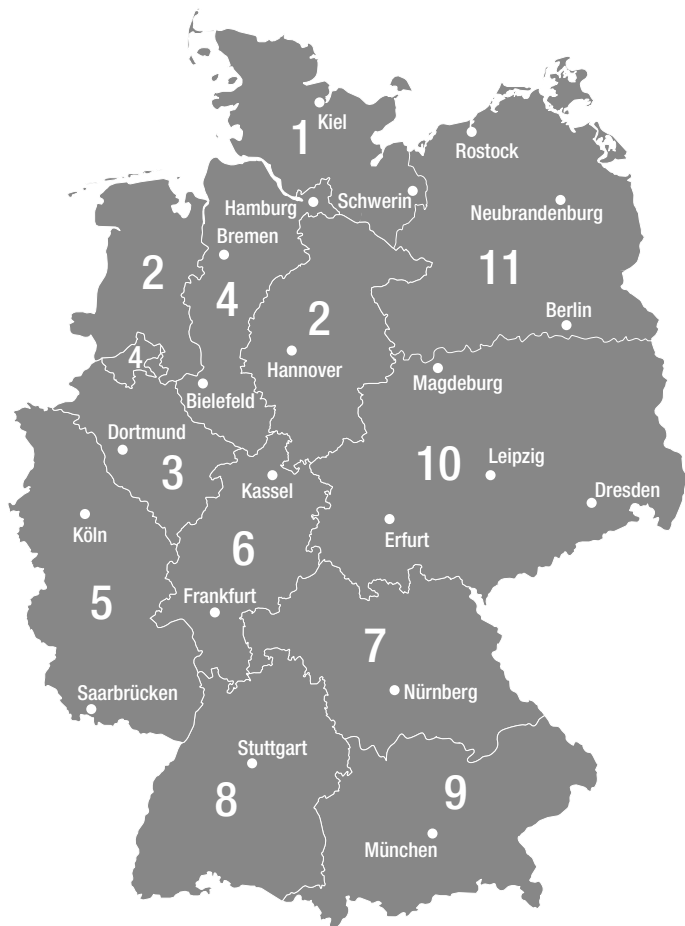 Kiel
1
Rostock
Schwerin
Hamburg
Neubrandenburg
Bremen
2
4
2
11
Berlin
4
Hannover
Magdeburg
Bielefeld
Dortmund
3
10
Leipzig
Kassel
Dresden
Köln
Erfurt
6
5
Frankfurt
7
Saarbrücken
Nürnberg
Stuttgart
8
9
München